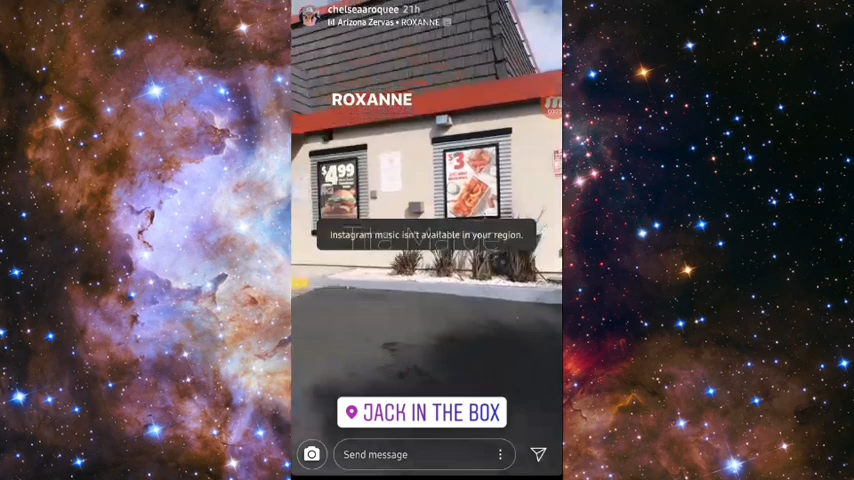 chelseaaroquee 21h
Arizona Zervas • ROXANNE
ROXANNE
$4.99
$3
Instagram music isn't available in your region.
JACK IN THE BOX
Send message